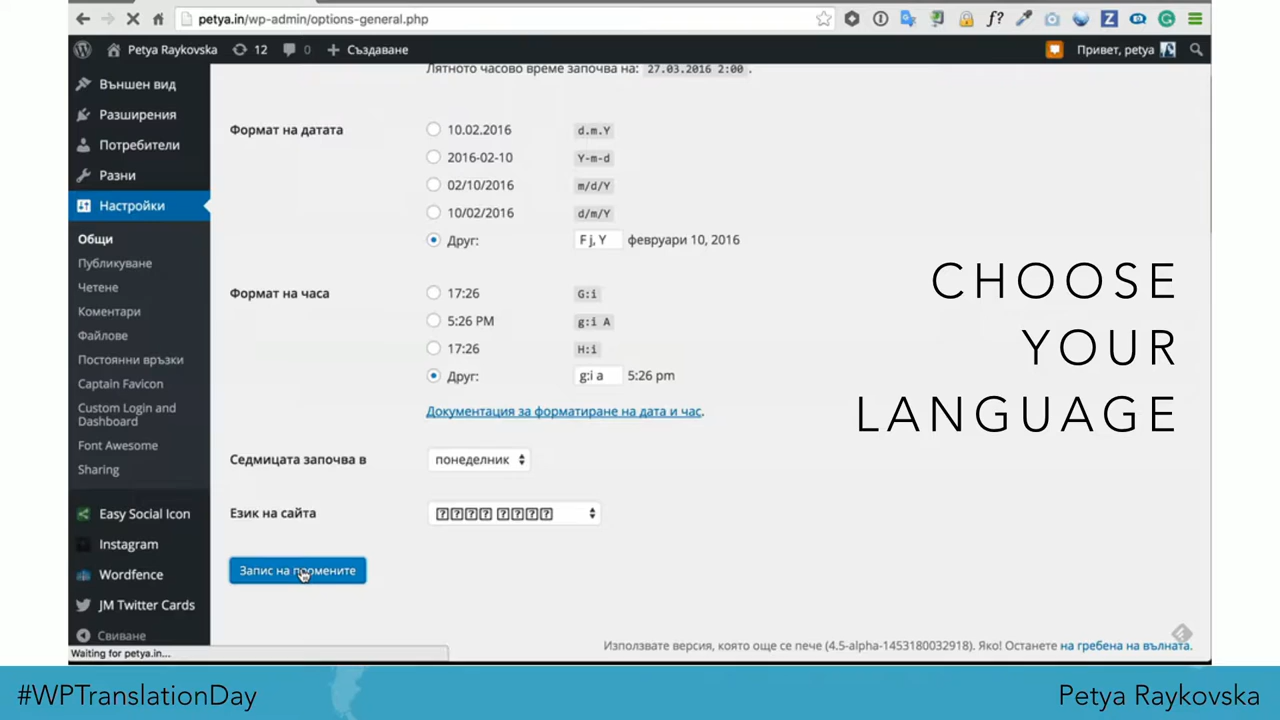 petya.in/wp-admin/options-general.php
Petya Raykovska 12 0 + Създаване Привет, petya
Външен вид
Разширения
Потребители
Разни
Настройки
Общи
Публикуване
Четене
Коментари
Файлове
Постоянни връзки
Captain Favicon
Custom Login and
Dashboard
Font Awesome
Sharing
Easy Social Icon
Instagram
Wordfence
JM Twitter Cards
Свиване
Waiting for petya.in...
Лятното часово време започва на: 27.03.2016 2:00 .
Формат на датата
10.02.2016 d.m.Y
2016-02-10 Y-m-d
02/10/2016 m/d/Y
10/02/2016 d/m/Y
Друг: F j, Y февруари 10, 2016
Формат на часа
17:26 G:i
5:26 PM g:i A
17:26 H:i
Друг: g:i a 5:26 pm
Документация за форматиране на дата и час.
Седмицата започва в понеделник
Език на сайта
Запис на промените
Използвате версия, която още се пече (4.5-alpha-1453180032918). Яко! Останете на гребена на вълната.
CHOOSE
YOUR
LANGUAGE
#WPTranslationDay
Petya Raykovska